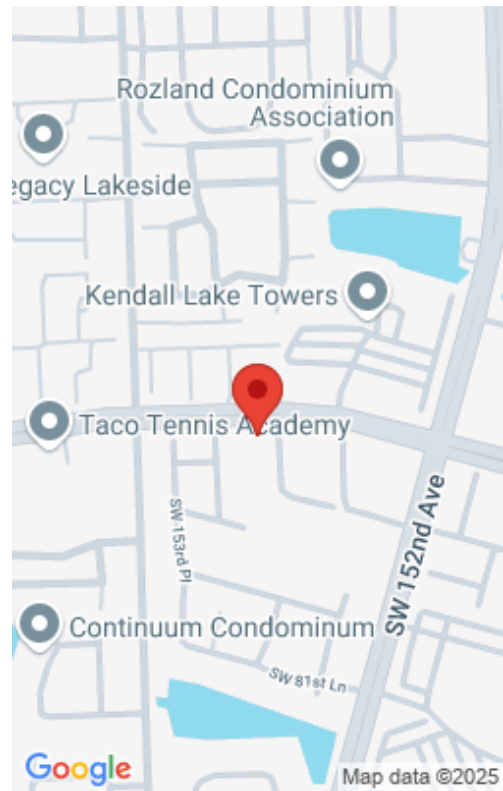 Rozland Condominium
Association
egacy Lakeside
Kendall Lake Towers
Taco Tennis Academy
SW 153rd Pl
SW 152nd Ave
Continuum Condominum
SW 81st Ln
Google
Map data ©2025